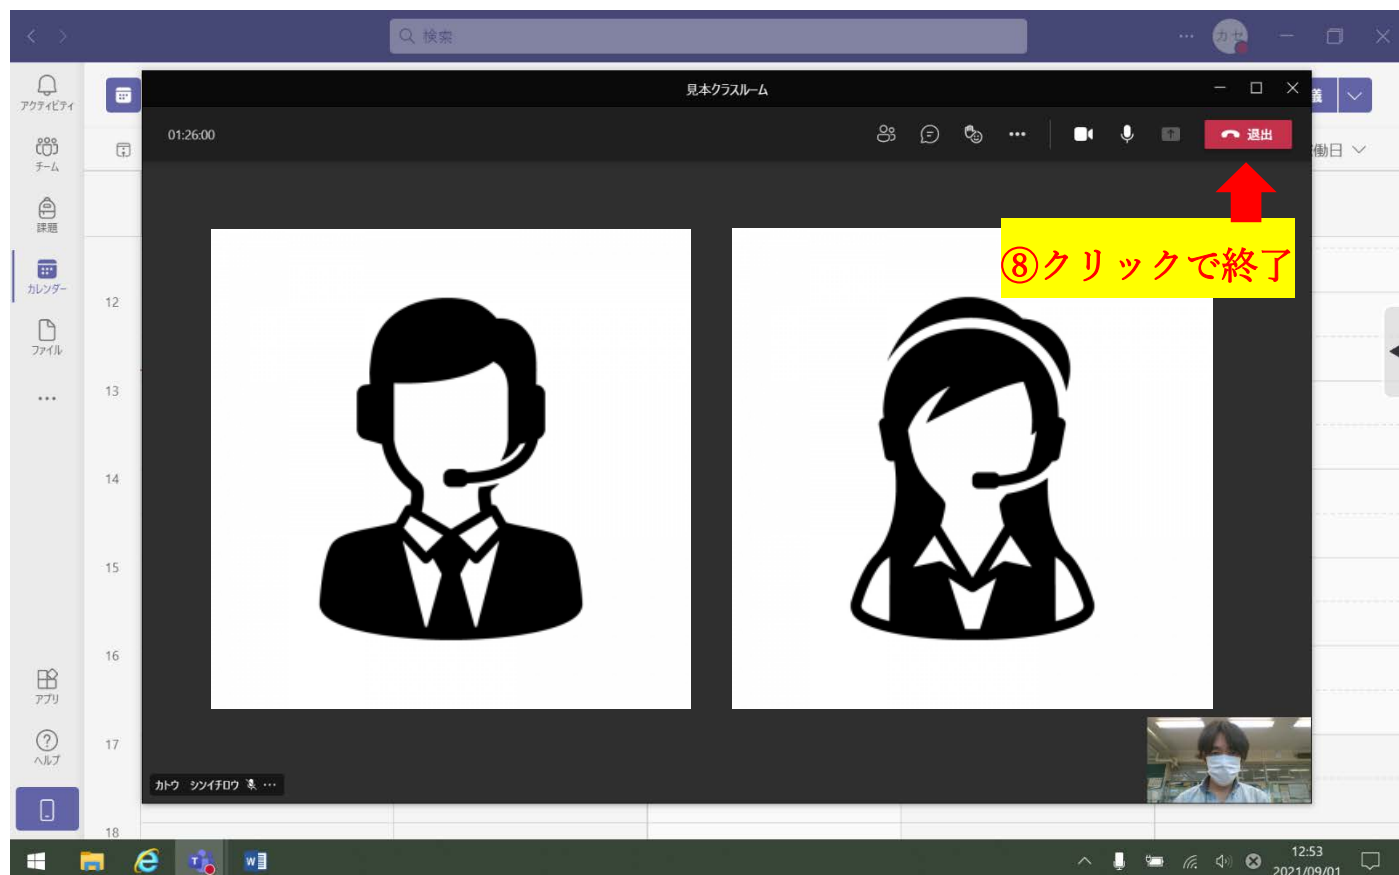 検索
カセ
アクティビティ
見本クラスルーム
01:26:00
退出
チーム
働日
課題
⑧クリックで終了
カレンダー
12
ファイル
13
14
15
16
アプリ
17
ヘルプ
カトウ シンイチロウ
18
12:53
2021/09/01